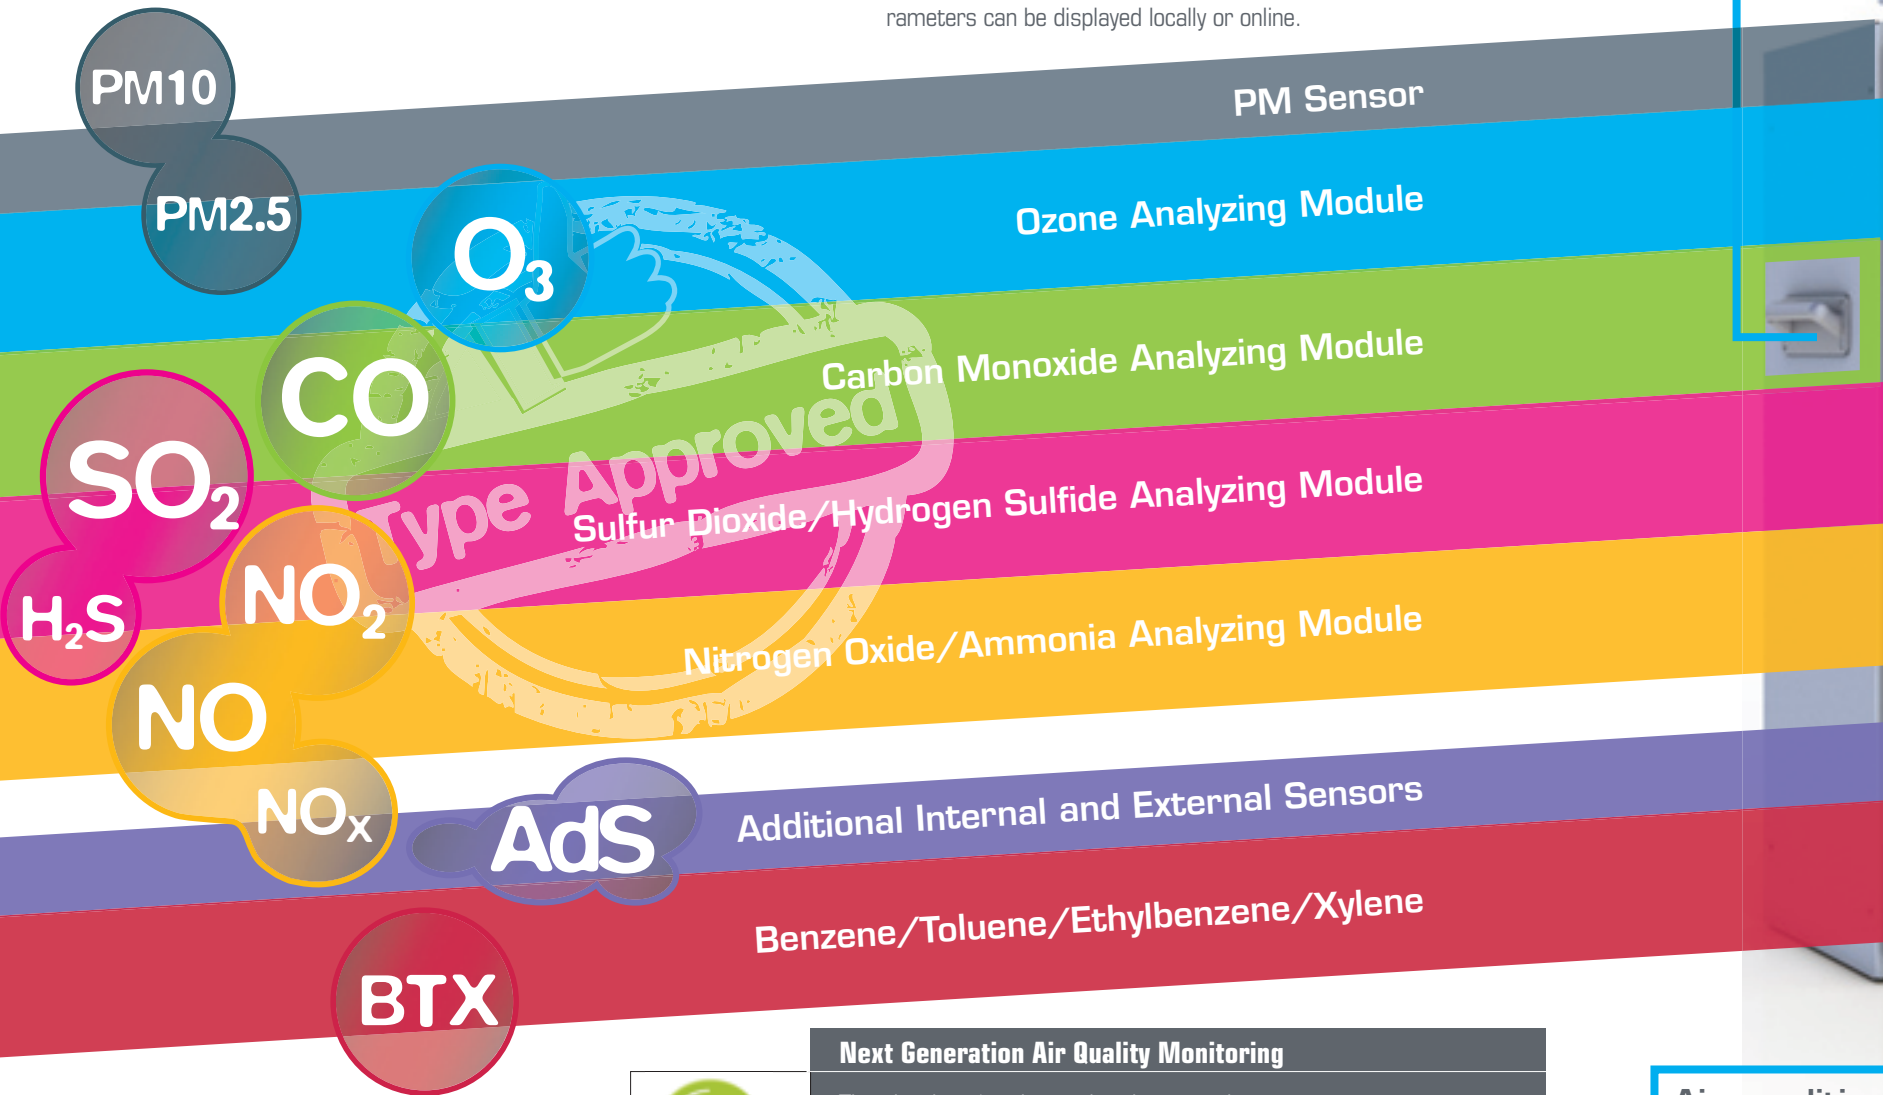 rameters can be displayed locally or online.
PM10
PM Sensor
PM2.5
O3
Ozone Analyzing Module
CO
Carbon Monoxide Analyzing Module
Type Approved
SO2
Sulfur Dioxide/Hydrogen Sulfide Analyzing Module
H2S
NO2
Nitrogen Oxide/Ammonia Analyzing Module
NO
NOx
AdS
Additional Internal and External Sensors
Benzene/Toluene/Ethylbenzene/Xylene
BTX
Next Generation Air Quality Monitoring